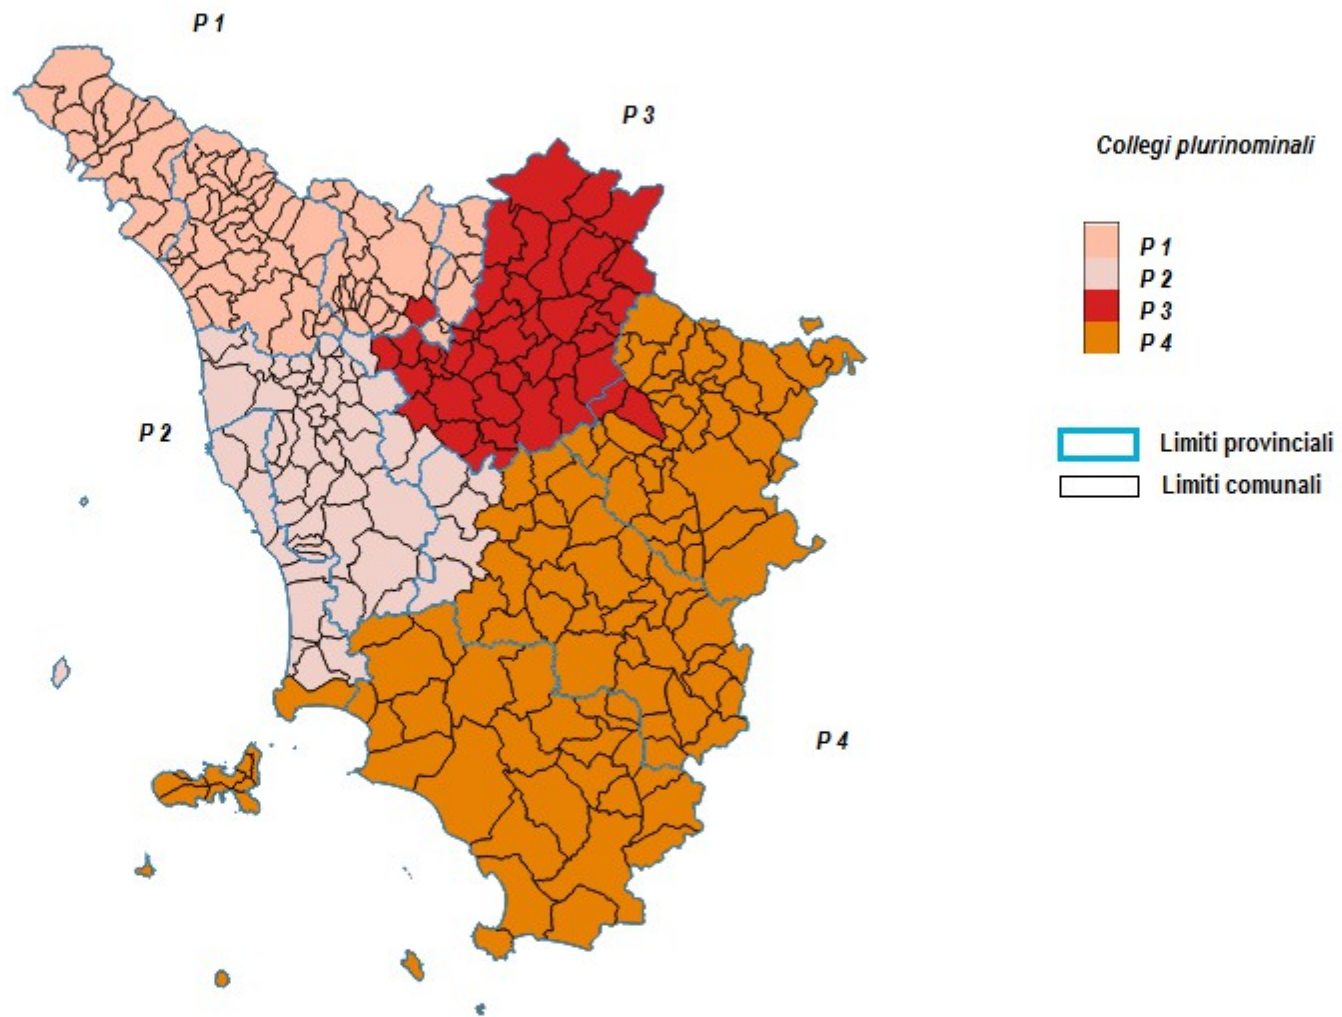 P 1
P 3
Collegi plurinominali
P 1
P 2
P 3
P 4
P 2
Limiti provinciali
Limiti comunali
P 4